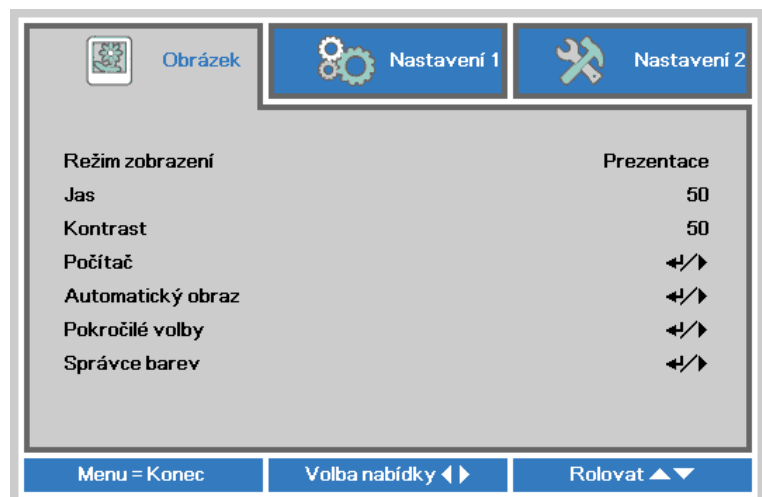 Obrázek Nastavení 1 Nastavení 2
Režim zobrazení Prezentace
Jas 50
Kontrast 50
Počítač
Automatický obraz
Pokročilé volby
Správce barev
Menu = Konec Volba nabídky Rolovat